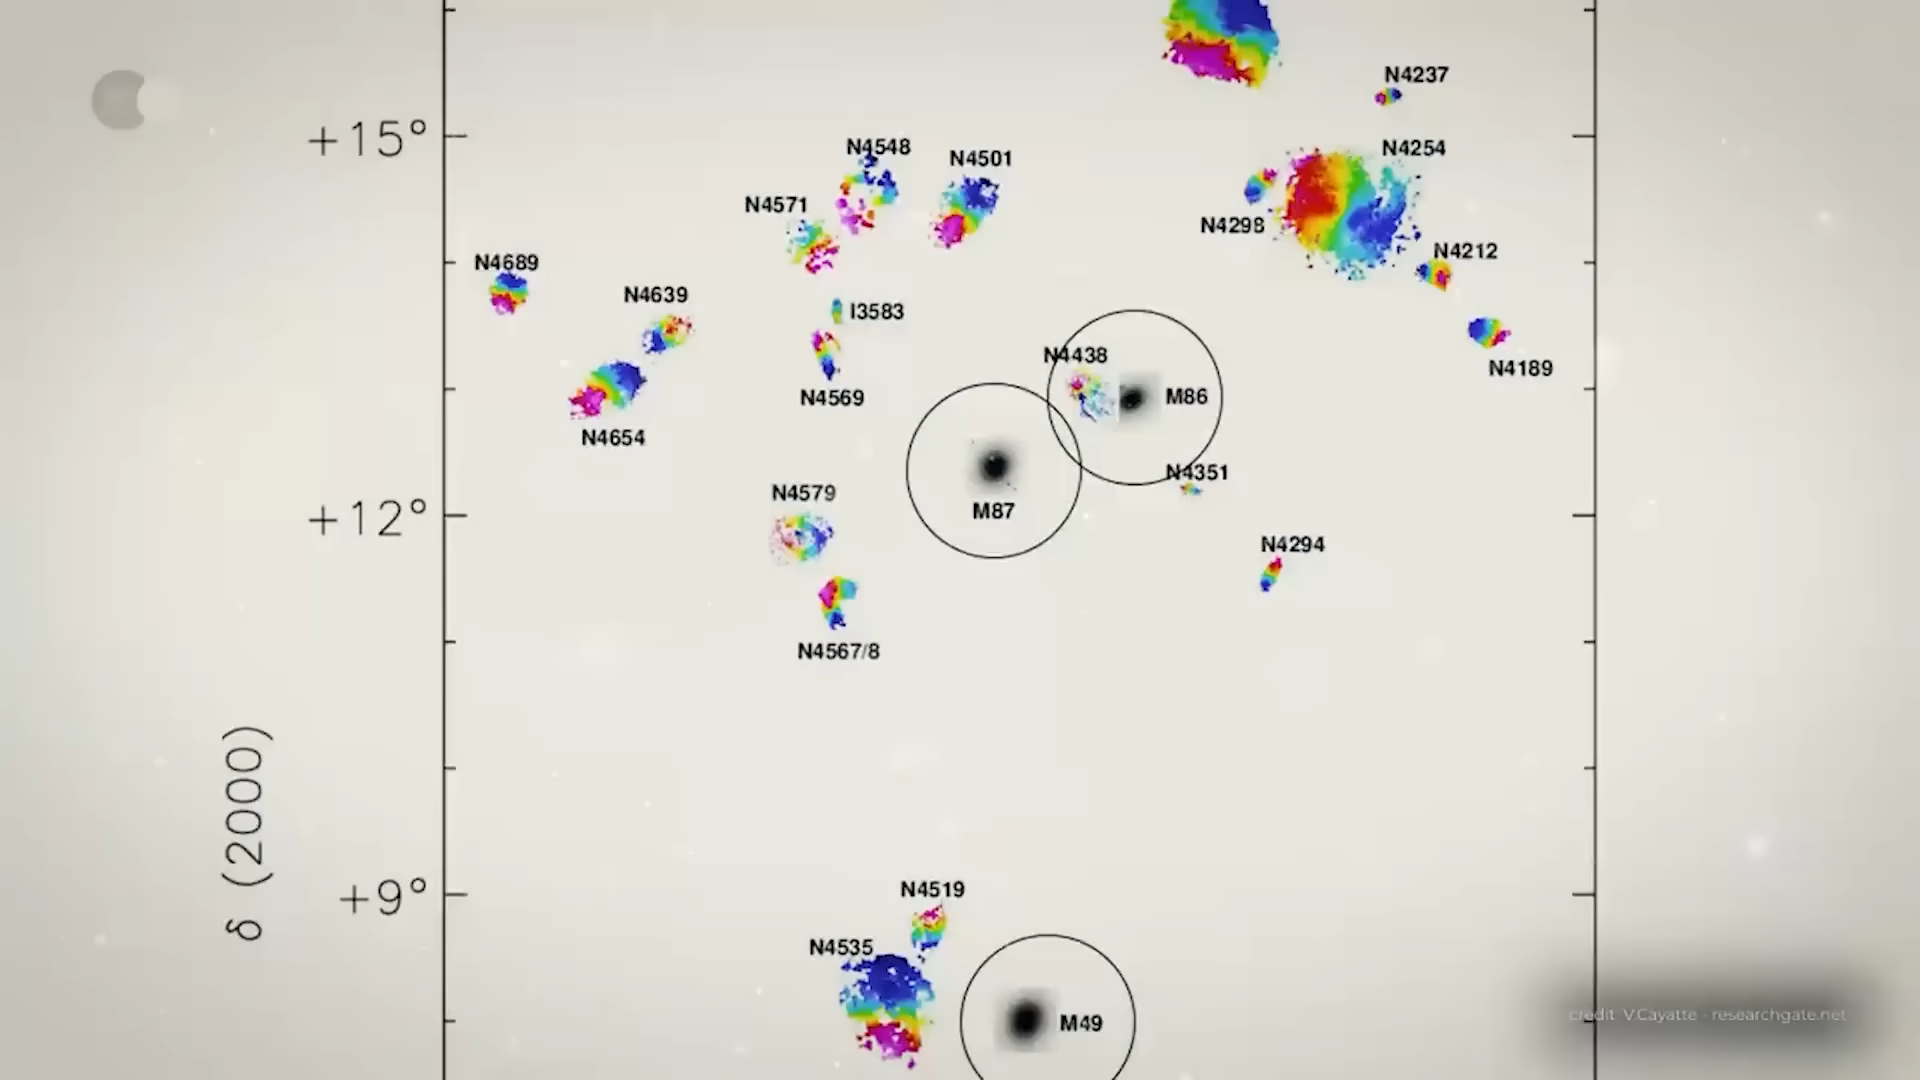 N4237
+15°
N4548
N4254
N4501
N4571
N4298
N4212
N4689
N4639
I3583
N4438
N4189
N4569
M86
N4654
N4351
N4579
M87
+12°
N4294
N4567/8
δ (2000)
+9°
N4519
N4535
M49
credit: V.Cayatte - researchgate.net